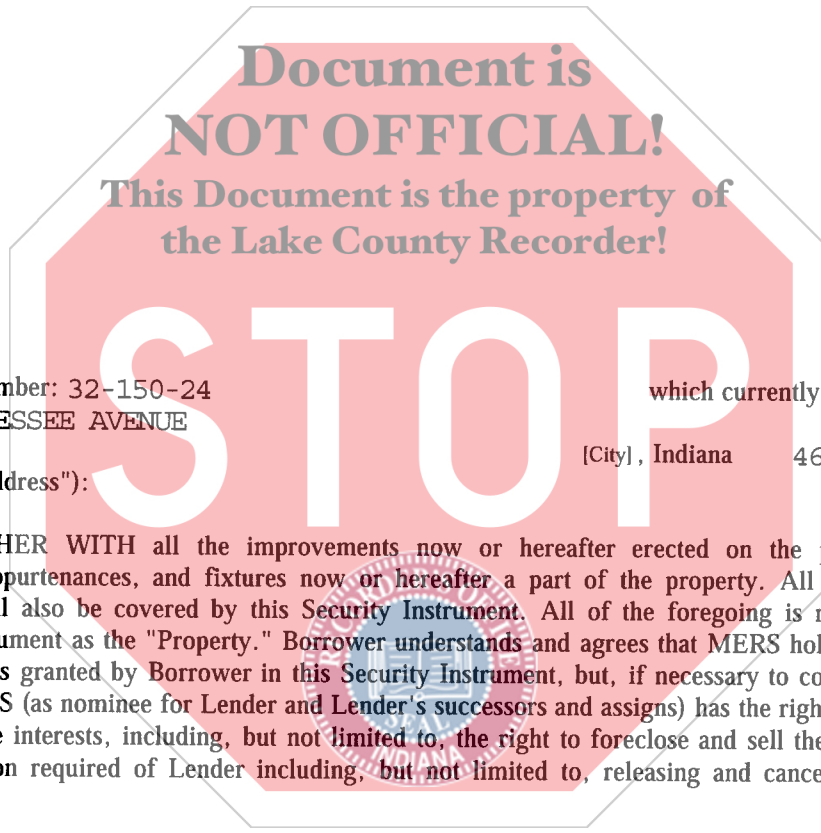 Document is
NOT OFFICIAL!
This Document is the property of
the Lake County Recorder!
STOP
mber: 32-150-24 which currently
ESSEE AVENUE
[City] , Indiana 46
ddress"):
HER WITH all the improvements now or hereafter erected on the p
ppurtenances, and fixtures now or hereafter a part of the property. All
l also be covered by this Security Instrument. All of the foregoing is r
ument as the "Property." Borrower understands and agrees that MERS hol
s granted by Borrower in this Security Instrument, but, if necessary to co
S (as nominee for Lender and Lender's successors and assigns) has the righ
e interests, including, but not limited to, the right to foreclose and sell the
on required of Lender including, but not limited to, releasing and cance
RECORDER'S OFFICE
SEAL
INDIANA